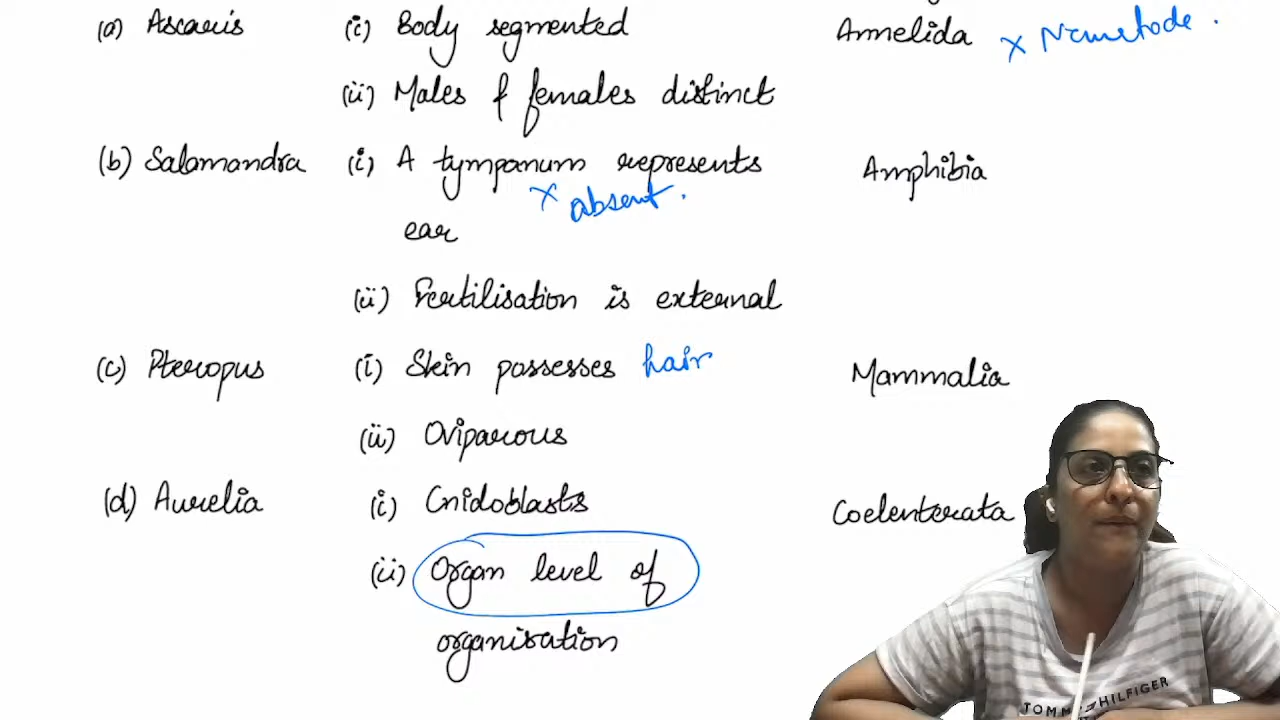 (a) Ascaris (i) Body segmented Annelida x Nematode.
(ii) Males & females distinct
(b) Salamandra (i) A tympanum represents Amphibia
x absent.
ear
(ii) Fertilisation is external
(c) Pteropus (i) Skin possesses hair Mammalia
(ii) Oviparous
(d) Aurelia (i) Cnidoblasts Coelenterata
(ii) Organ level of
organisation
TOMMY HILFIGER